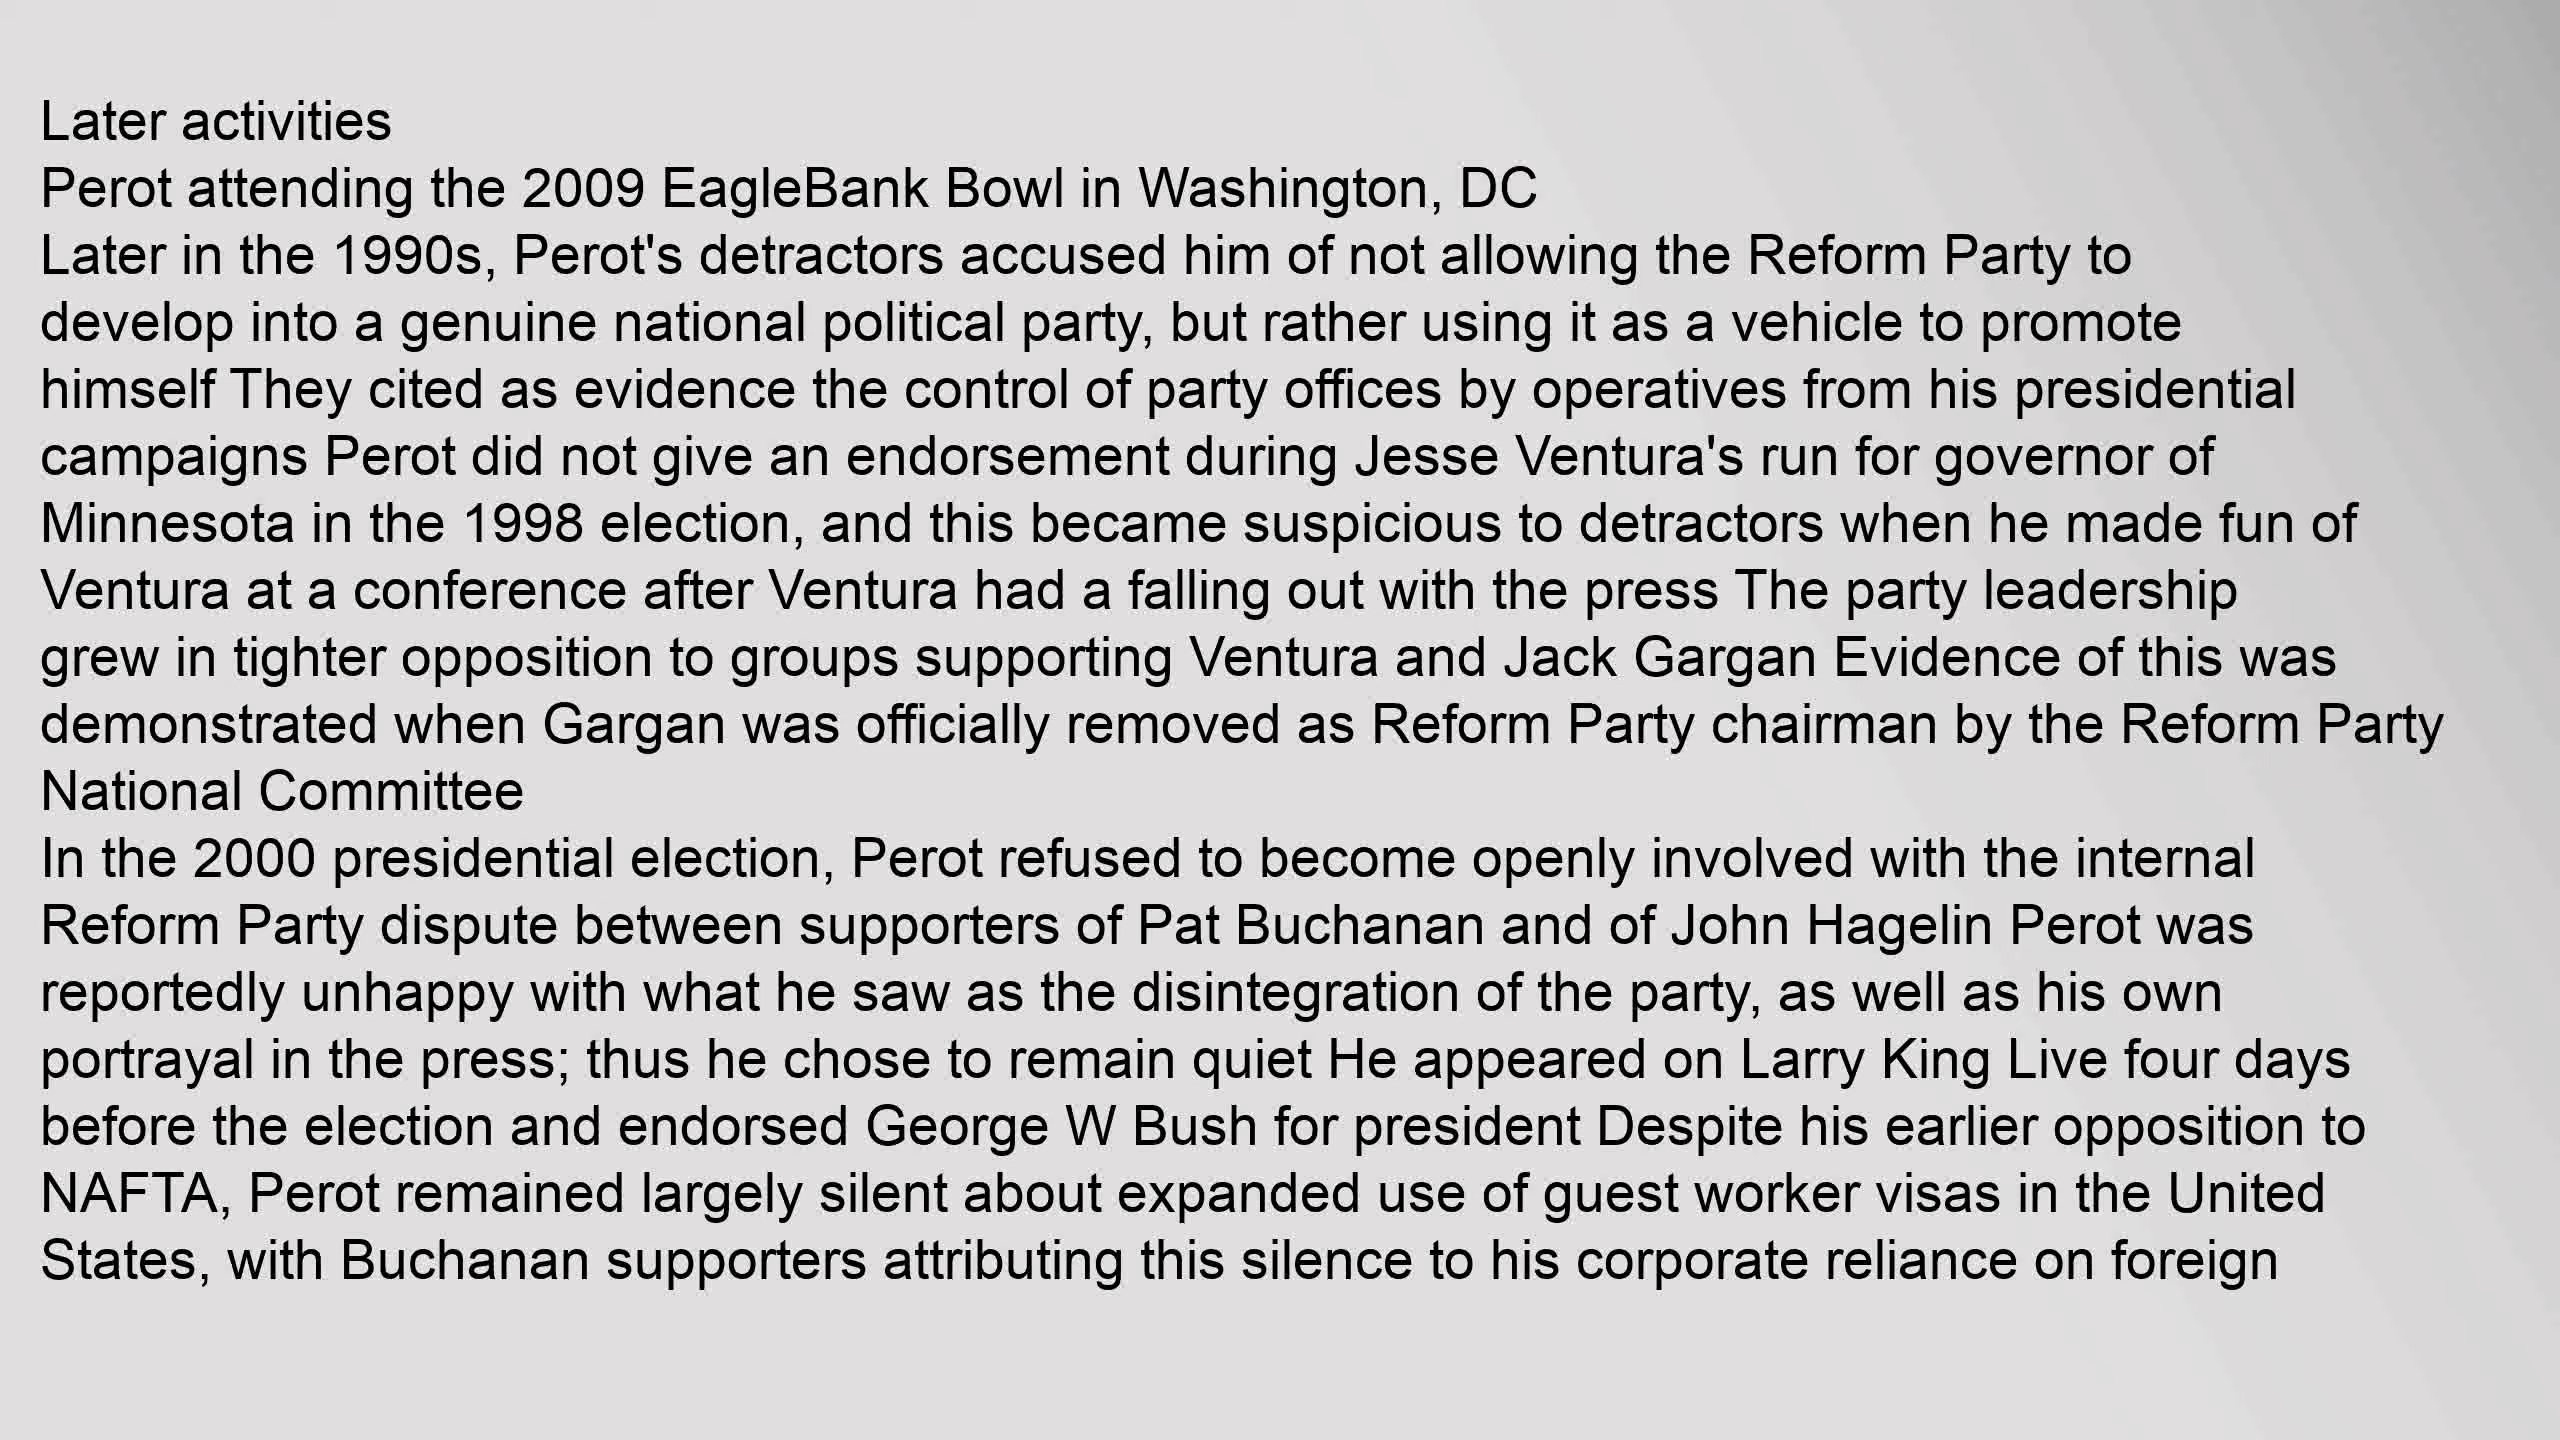 Later activities
Perot attending the 2009 EagleBank Bowl in Washington, DC
Later in the 1990s, Perot's detractors accused him of not allowing the Reform Party to
develop into a genuine national political party, but rather using it as a vehicle to promote
himself They cited as evidence the control of party offices by operatives from his presidential
campaigns Perot did not give an endorsement during Jesse Ventura's run for governor of
Minnesota in the 1998 election, and this became suspicious to detractors when he made fun of
Ventura at a conference after Ventura had a falling out with the press The party leadership
grew in tighter opposition to groups supporting Ventura and Jack Gargan Evidence of this was
demonstrated when Gargan was officially removed as Reform Party chairman by the Reform Party
National Committee
In the 2000 presidential election, Perot refused to become openly involved with the internal
Reform Party dispute between supporters of Pat Buchanan and of John Hagelin Perot was
reportedly unhappy with what he saw as the disintegration of the party, as well as his own
portrayal in the press; thus he chose to remain quiet He appeared on Larry King Live four days
before the election and endorsed George W Bush for president Despite his earlier opposition to
NAFTA, Perot remained largely silent about expanded use of guest worker visas in the United
States, with Buchanan supporters attributing this silence to his corporate reliance on foreign